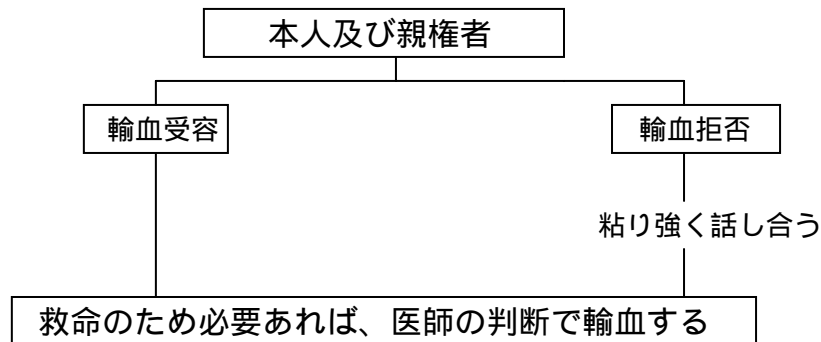 本人及び親権者
輸血受容
輸血拒否
粘り強く話し合う
救命のため必要あれば、医師の判断で輸血する